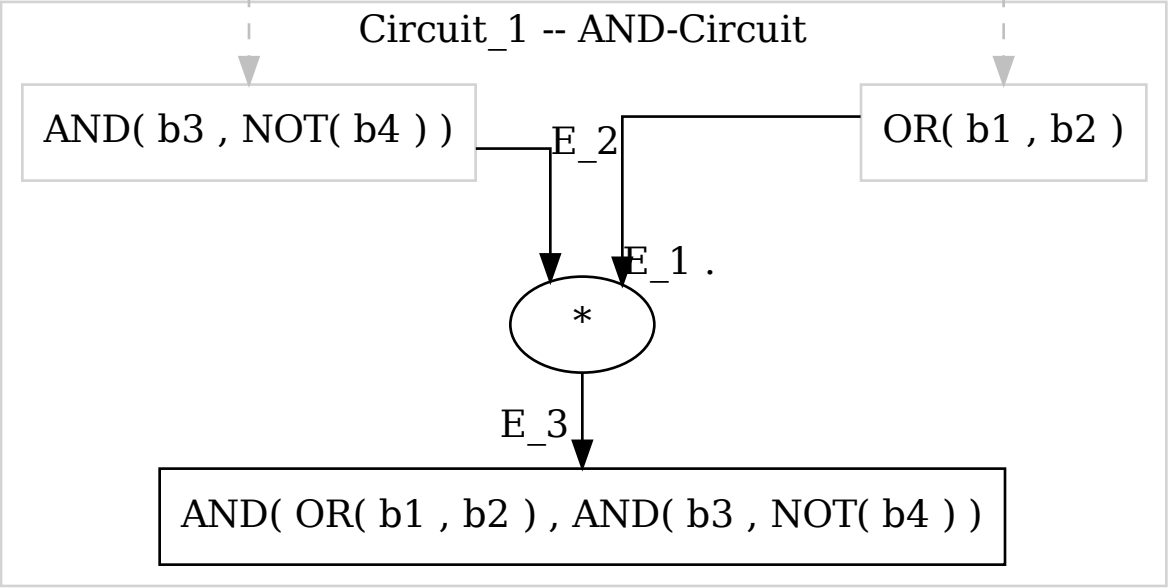 Circuit_1 -- AND-Circuit
AND( b3 , NOT( b4 ) )
E_2
OR( b1 , b2 )
E_1 .
*
E_3
AND( OR( b1 , b2 ) , AND( b3 , NOT( b4 ) )